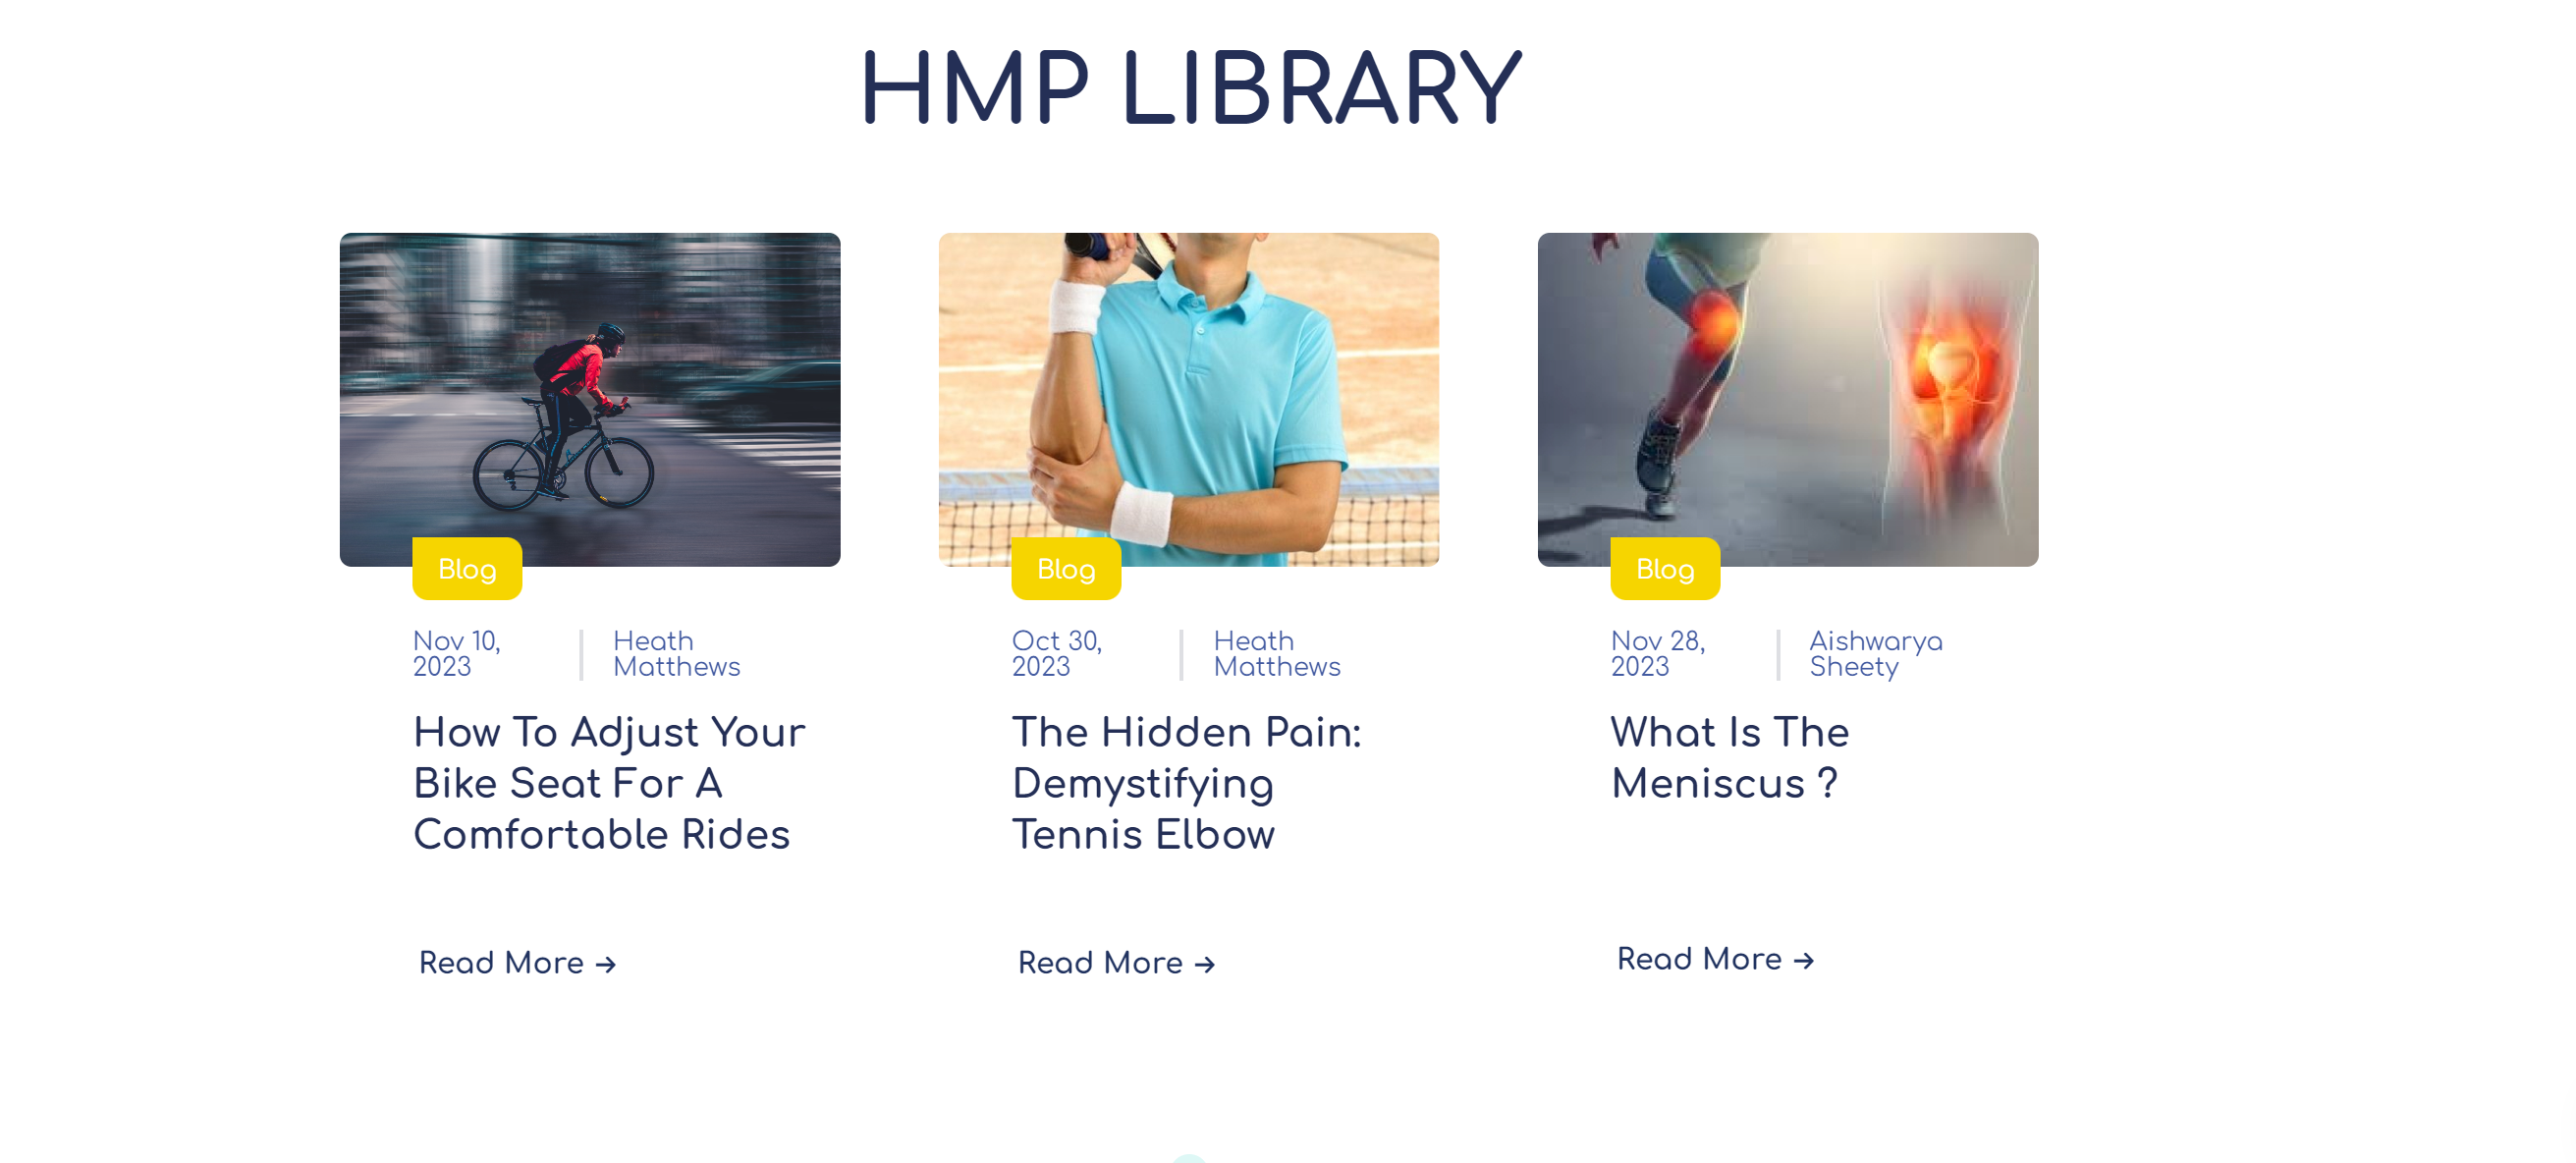 HMP LIBRARY
Blog
Nov 10,
2023
Heath
Matthews
How To Adjust Your
Bike Seat For A
Comfortable Rides
Read More →
Blog
Oct 30,
2023
Heath
Matthews
The Hidden Pain:
Demystifying
Tennis Elbow
Read More →
Blog
Nov 28,
2023
Aishwarya
Sheety
What Is The
Meniscus ?
Read More →